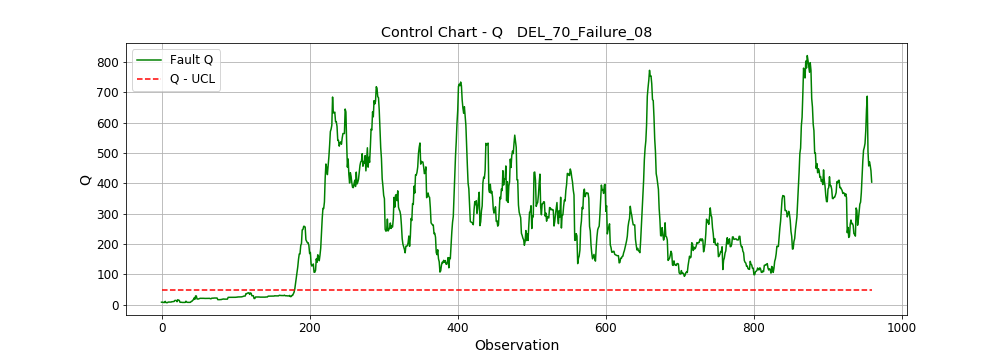 Control Chart - Q   DEL_70_Failure_08
Fault Q
Q - UCL
800
700
600
500
400
300
200
100
0
Q
0 200 400 600 800 1000
Observation